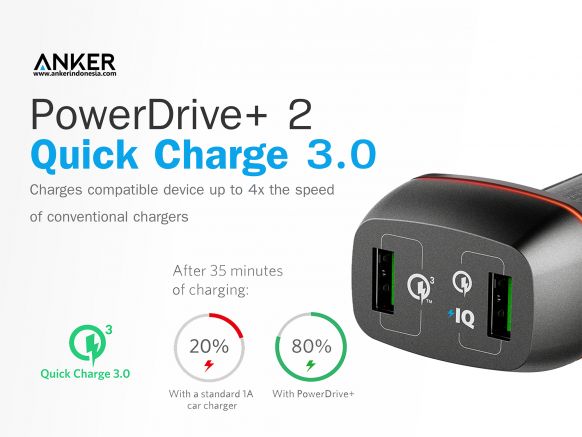 ANKER
www.ankerindonesia.com
PowerDrive+ 2
Quick Charge 3.0
Charges compatible device up to 4x the speed
of conventional chargers
After 35 minutes
of charging:
3
Quick Charge 3.0
20%
With a standard 1A
car charger
80%
With PowerDrive+
3
TM
IQ